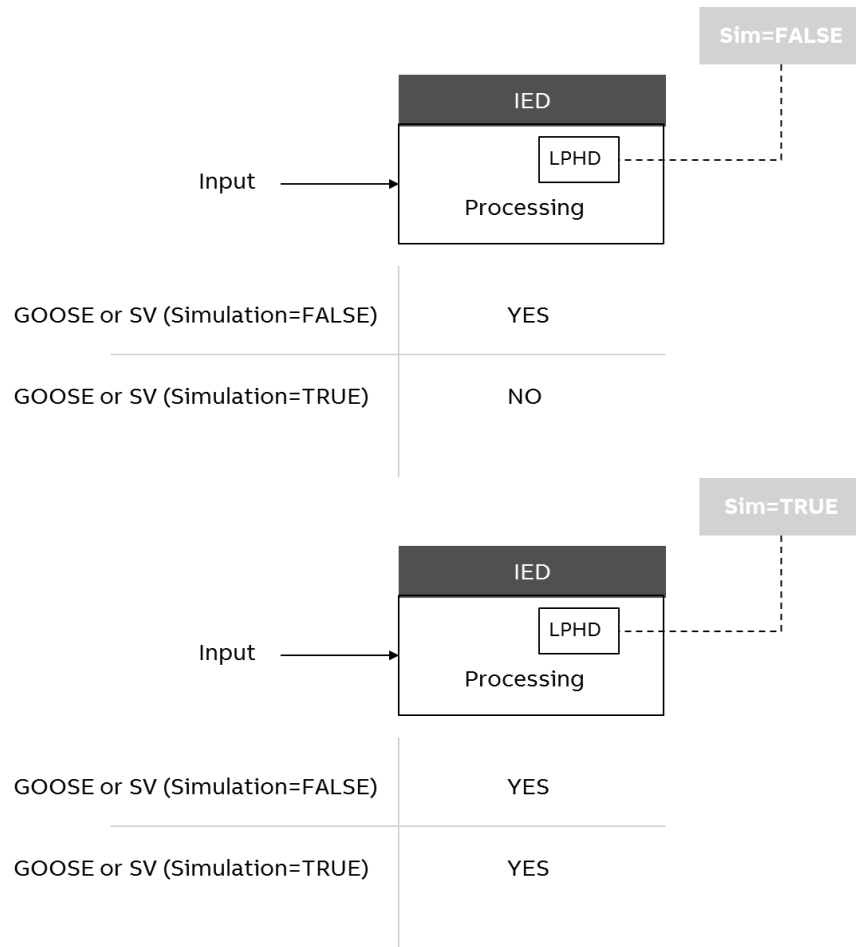 Sim=FALSE
IED
LPHD
Input
Processing
GOOSE or SV (Simulation=FALSE) YES
GOOSE or SV (Simulation=TRUE) NO
Sim=TRUE
IED
LPHD
Input
Processing
GOOSE or SV (Simulation=FALSE) YES
GOOSE or SV (Simulation=TRUE) YES